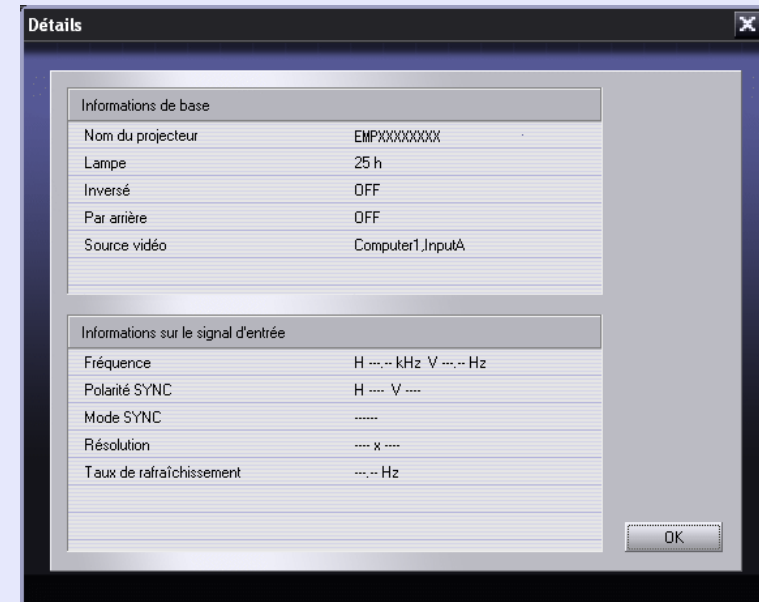 Détails
Informations de base
Nom du projecteur EMPXXXXXXXX
Lampe 25 h
Inversé OFF
Par arrière OFF
Source vidéo Computer1,InputA
Informations sur le signal d'entrée
Fréquence H ---.-- kHz V ---.-- Hz
Polarité SYNC H ---- V ----
Mode SYNC ------
Résolution ---- x ----
Taux de rafraîchissement ---.-- Hz
OK